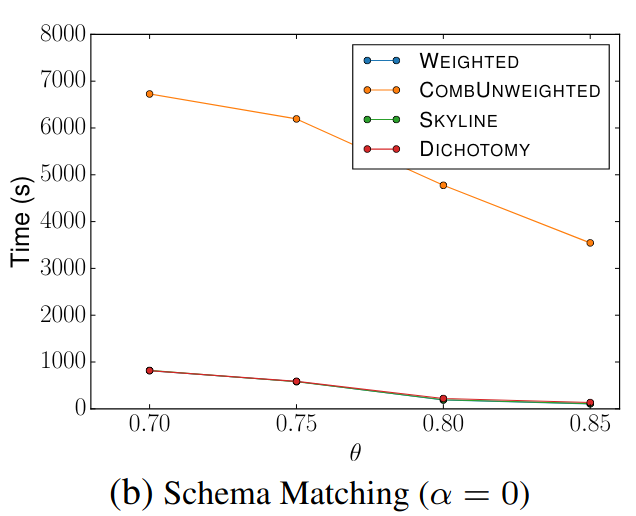 8000
7000
6000
5000
4000
3000
2000
1000
0
Time (s)
WEIGHTED
COMBUNWEIGHTED
SKYLINE
DICHOTOMY
0.70 0.75 0.80 0.85
θ
(b) Schema Matching (α = 0)